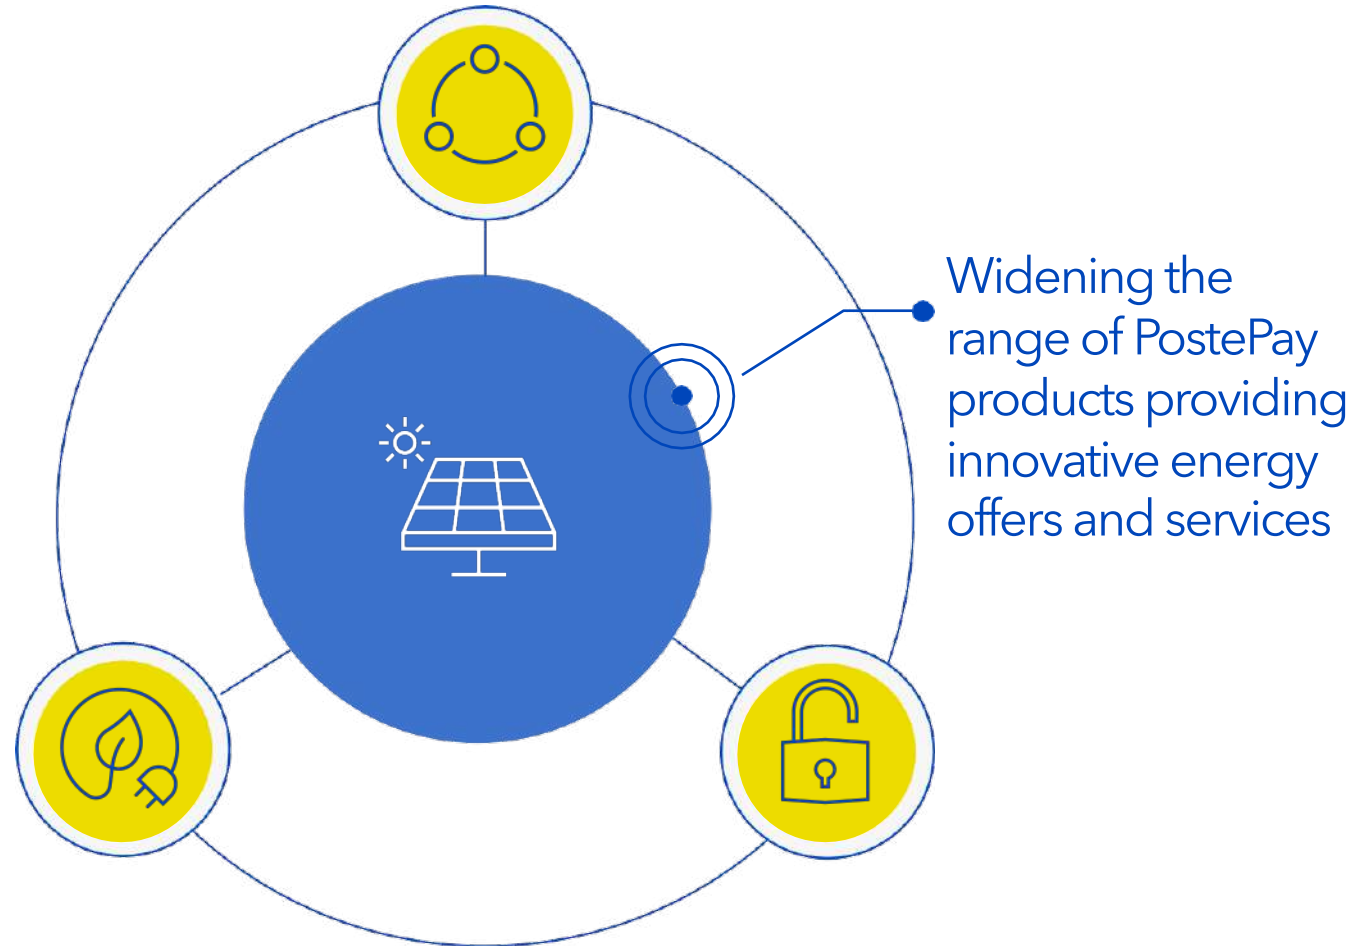 Widening the
range of PostePay
products providing
innovative energy
offers and services